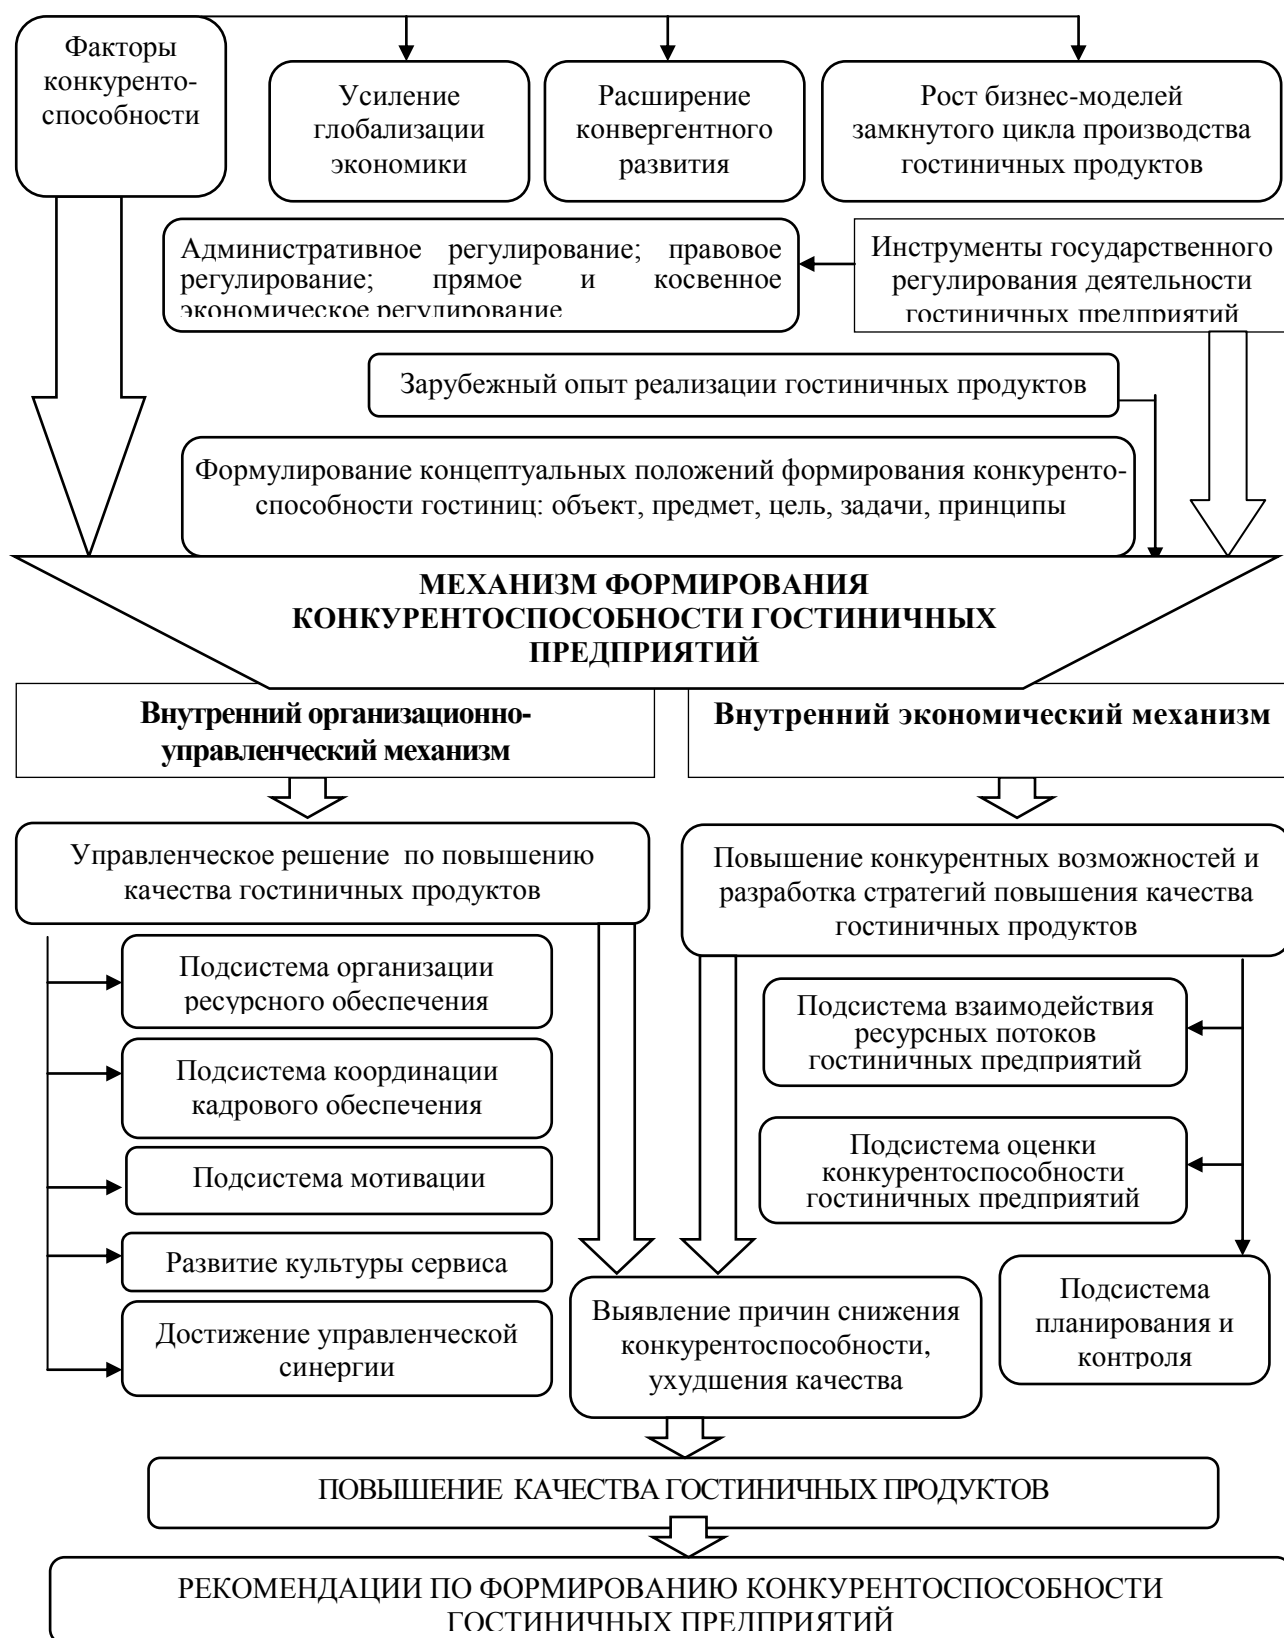 Факторы
конкуренто-
способности
Усиление
глобализации
экономики
Расширение
конвергентного
развития
Рост бизнес-моделей
замкнутого цикла производства
гостиничных продуктов
Административное регулирование; правовое
регулирование; прямое и косвенное
экономическое регулирование
Инструменты государственного
регулирования деятельности
гостиничных предприятий
Зарубежный опыт реализации гостиничных продуктов
Формулирование концептуальных положений формирования конкуренто-
способности гостиниц: объект, предмет, цель, задачи, принципы
МЕХАНИЗМ ФОРМИРОВАНИЯ
КОНКУРЕНТОСПОСОБНОСТИ ГОСТИНИЧНЫХ
ПРЕДПРИЯТИЙ
Внутренний организационно-
управленческий механизм
Внутренний экономический механизм
Управленческое решение по повышению
качества гостиничных продуктов
Повышение конкурентных возможностей и
разработка стратегий повышения качества
гостиничных продуктов
Подсистема организации
ресурсного обеспечения
Подсистема координации
кадрового обеспечения
Подсистема мотивации
Развитие культуры сервиса
Достижение управленческой
синергии
Подсистема взаимодействия
ресурсных потоков
гостиничных предприятий
Подсистема оценки
конкурентоспособности
гостиничных предприятий
Подсистема
планирования и
контроля
Выявление причин снижения
конкурентоспособности,
ухудшения качества
ПОВЫШЕНИЕ КАЧЕСТВА ГОСТИНИЧНЫХ ПРОДУКТОВ
РЕКОМЕНДАЦИИ ПО ФОРМИРОВАНИЮ КОНКУРЕНТОСПОСОБНОСТИ
ГОСТИНИЧНЫХ ПРЕДПРИЯТИЙ